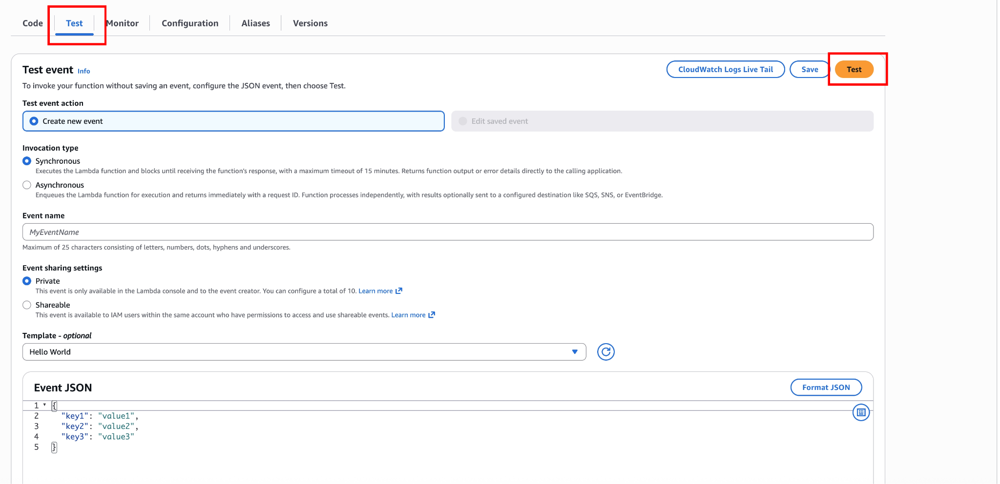 Code Test Monitor Configuration Aliases Versions
Test event Info CloudWatch Logs Live Tail Save Test
To invoke your function without saving an event, configure the JSON event, then choose Test.
Test event action
Create new event Edit saved event
Invocation type
Synchronous
Executes the Lambda function and blocks until receiving the function's response, with a maximum timeout of 15 minutes. Returns function output or error details directly to the calling application.
Asynchronous
Enqueues the Lambda function for execution and returns immediately with a request ID. Function processes independently, with results optionally sent to a configured destination like SQS, SNS, or EventBridge.
Event name
MyEventName
Maximum of 25 characters consisting of letters, numbers, dots, hyphens and underscores.
Event sharing settings
Private
This event is only available in the Lambda console and to the event creator. You can configure a total of 10. Learn more
Shareable
This event is available to IAM users within the same account who have permissions to access and use shareable events. Learn more
Template - optional
Hello World
Event JSON Format JSON
1 {
2 "key1": "value1",
3 "key2": "value2",
4 "key3": "value3"
5 }